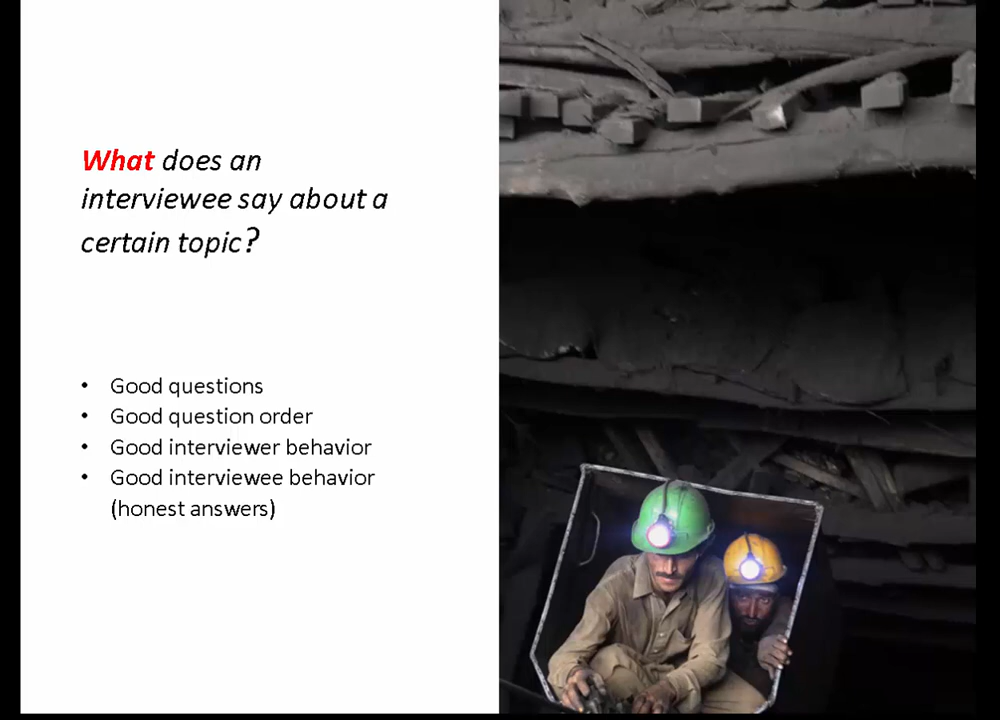 What does an
interviewee say about a
certain topic?
• Good questions
• Good question order
• Good interviewer behavior
• Good interviewee behavior
(honest answers)